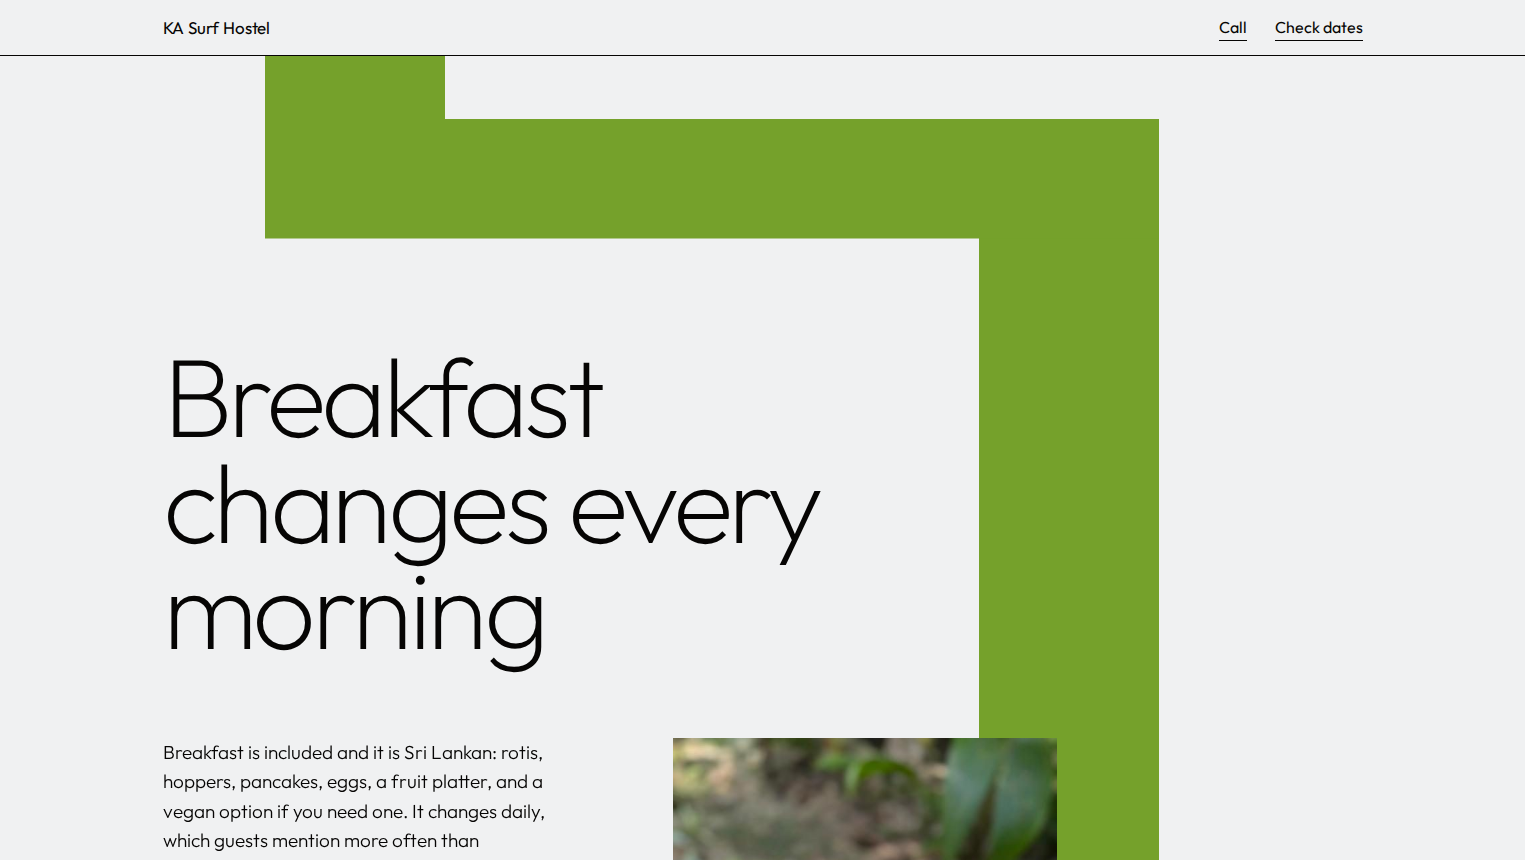 KA Surf Hostel
Call
Check dates
Breakfast
changes every
morning
Breakfast is included and it is Sri Lankan: rotis,
hoppers, pancakes, eggs, a fruit platter, and a
vegan option if you need one. It changes daily,
which guests mention more often than